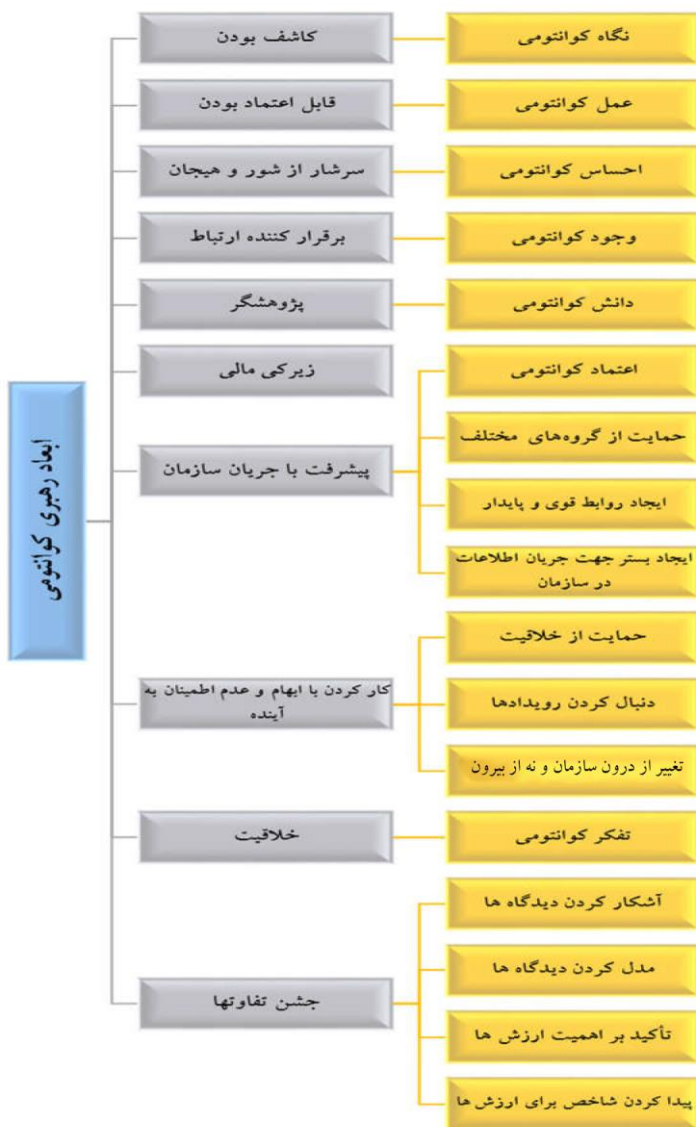 ابعاد رهبری کوانتومی
کاشف بودن
نگاه کوانتومی
قابل اعتماد بودن
عمل کوانتومی
سرشار از شور و هیجان
احساس کوانتومی
برقرار کننده ارتباط
وجود کوانتومی
پژوهشگر
دانش کوانتومی
زیرکی مالی
پیشرفت با جریان سازمان
اعتماد کوانتومی
حمایت از گروه‌های مختلف
ایجاد روابط قوی و پایدار
ایجاد بستر جهت جریان اطلاعات
در سازمان
کار کردن با ابهام و عدم اطمینان به
آینده
حمایت از خلاقیت
دنبال کردن رویدادها
تغییر از درون سازمان و نه از بیرون
خلاقیت
تفکر کوانتومی
جشن تفاوتها
آشکار کردن دیدگاه ها
مدل کردن دیدگاه ها
تأکید بر اهمیت ارزش ها
پیدا کردن شاخص برای ارزش ها